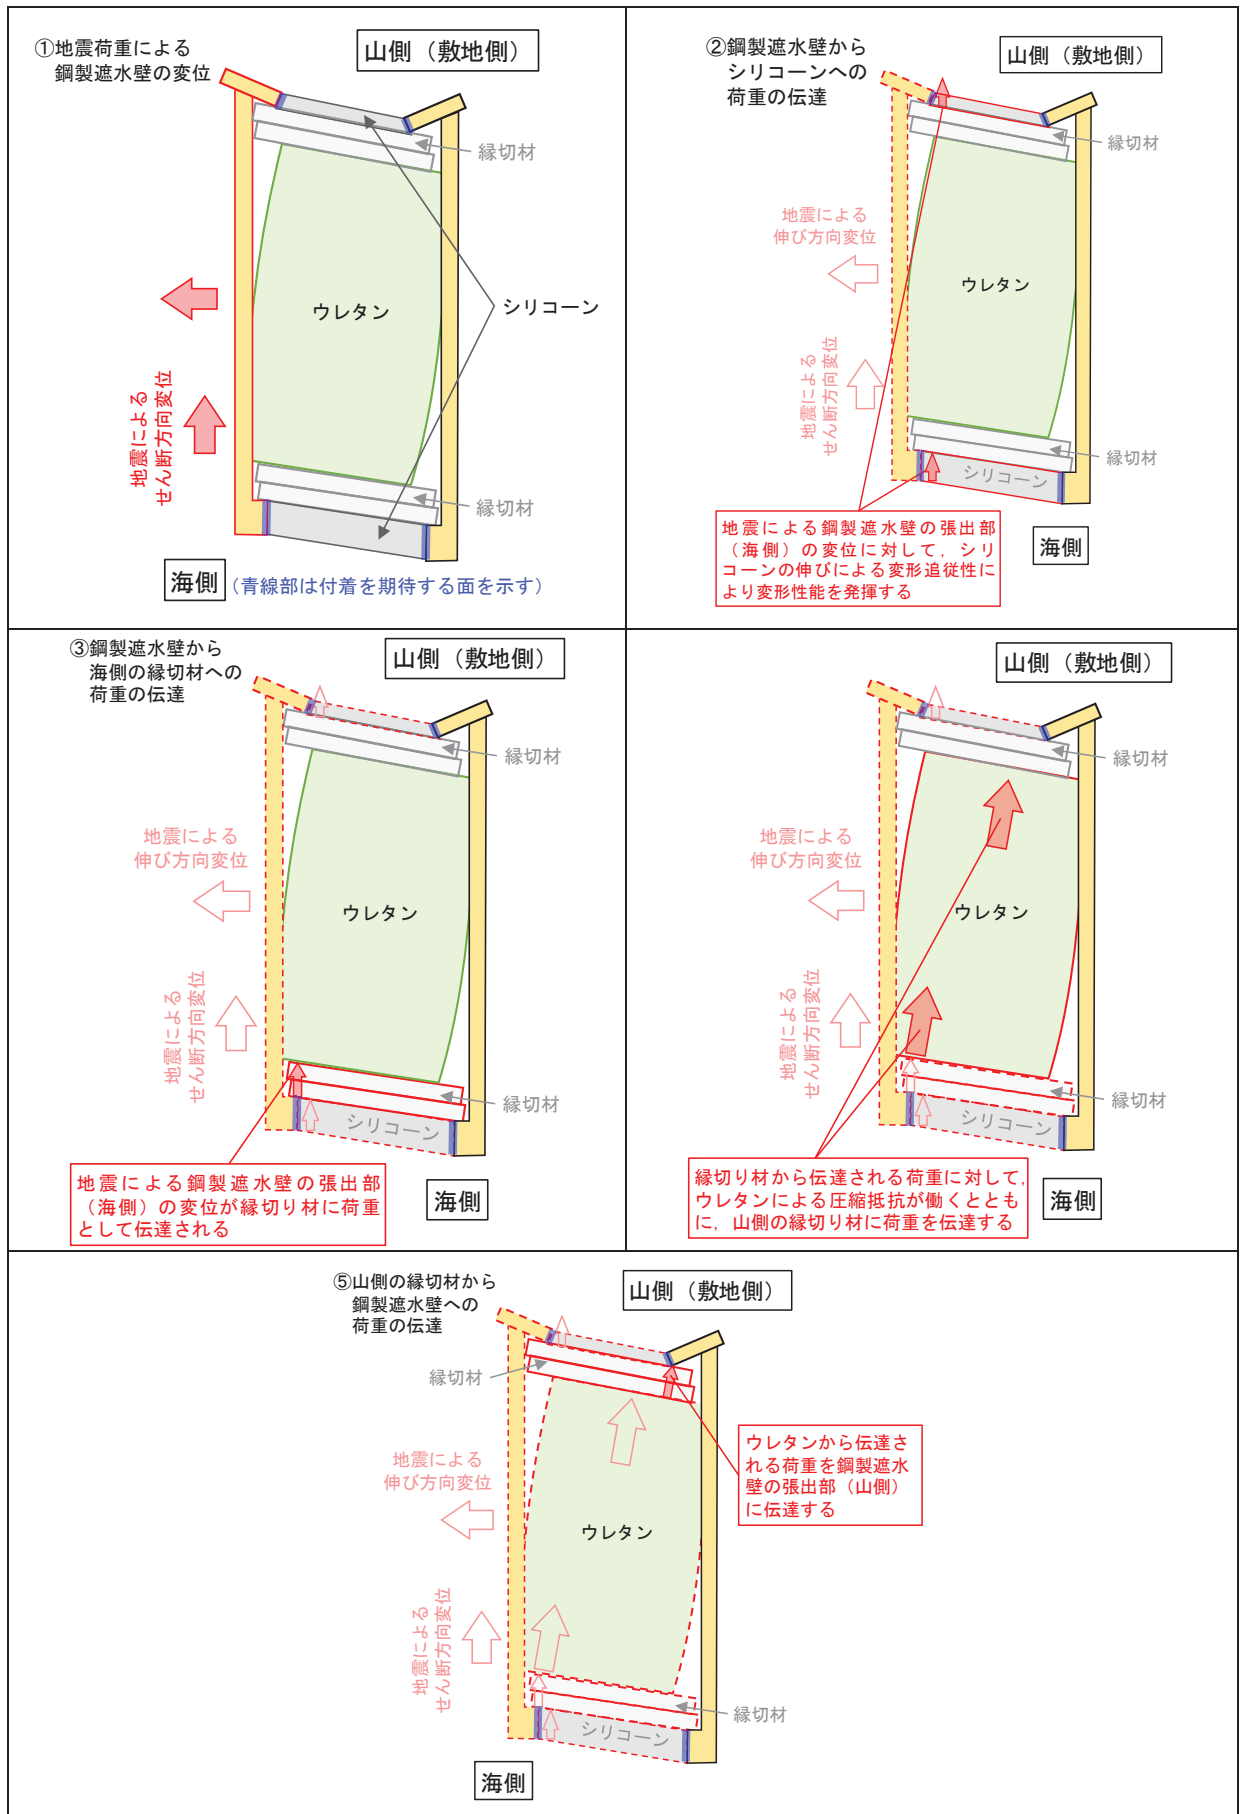 ①地震荷重による
鋼製遮水壁の変位
山側（敷地側）
縁切材
ウレタン
シリコーン
地震による
せん断方向変位
縁切材
海側
(青線部は付着を期待する面を示す)
②鋼製遮水壁から
シリコーンへの
荷重の伝達
山側（敷地側）
縁切材
地震による
伸び方向変位
ウレタン
地震による
せん断方向変位
縁切材
シリコーン
地震による鋼製遮水壁の張出部
（海側）の変位に対して，シリ
コーンの伸びによる変形追従性に
より変形性能を発揮する
海側
③鋼製遮水壁から
海側の縁切材への
荷重の伝達
山側（敷地側）
縁切材
地震による
伸び方向変位
ウレタン
地震による
せん断方向変位
縁切材
シリコーン
地震による鋼製遮水壁の張出部
（海側）の変位が縁切り材に荷重
として伝達される
海側
山側（敷地側）
縁切材
地震による
伸び方向変位
ウレタン
地震による
せん断方向変位
縁切材
シリコーン
縁切り材から伝達される荷重に対して，
ウレタンによる圧縮抵抗が働くととも
に，山側の縁切り材に荷重を伝達する
海側
⑤山側の縁切材から
鋼製遮水壁への
荷重の伝達
山側（敷地側）
縁切材
ウレタンから伝達さ
れる荷重を鋼製遮水
壁の張出部（山側）
に伝達する
地震による
伸び方向変位
ウレタン
地震による
せん断方向変位
縁切材
シリコーン
海側